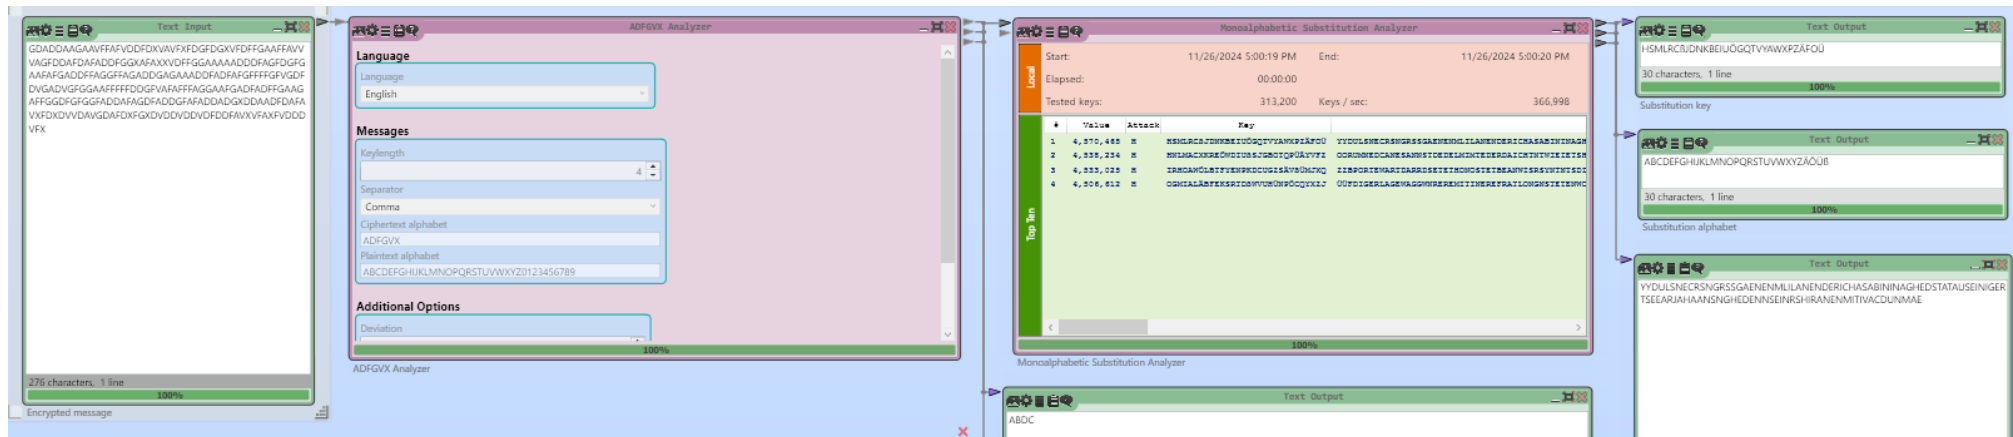 Text Input
GDADDAAGAAVFFAFVDDFDXVAVFXFDGFDGXVFDFFGAAFFAVV
VAGFDDAFDAFADDFGGXAFAXXVDFFGGAAAAADDDFAGFDGFG
AAFAFGADDFFAGGFFAGADDGAGAAADDFADFAFGFFFFGFVGDF
DVGADVGFGGAAFFFFFDDGFVAFAFFFAGGAAFGADFADFFGAAG
AFFGGDFGFGGFADDAFAGDFADDGFAFADDADGXDDAADFDAFA
VXFDXDVVDAVGDAFDXFGXDVDDVDDVDFDDFAVXVFAXFVDDD
VFX
276 characters, 1 line
100%
Encrypted message
ADFGVX Analyzer
Language
Language
English
Messages
Keylength
4
Separator
Comma
Ciphertext alphabet
ADFGVX
Plaintext alphabet
ABCDEFGHIJKLMNOPQRSTUVWXYZ0123456789
Additional Options
Deviation
100%
ADFGVX Analyzer
Monoalphabetic Substitution Analyzer
Local
Start: 11/26/2024 5:00:19 PM End: 11/26/2024 5:00:20 PM
Elapsed: 00:00:00
Tested keys: 313,200 Keys / sec: 366,998
Top Ten
# Value Attack Key
1 H HSMLRCßJDNKBEIUÖGQTVYAWXPZÄFOÜ YYDULSNECRSNGRSSGAENENMLILANENDERICHASABININAGH
2 H
3 H
4 H
100%
Monoalphabetic Substitution Analyzer
Text Output
ABDC
Text Output
HSMLRCßJDNKBEIUÖGQTVYAWXPZÄFOÜ
30 characters, 1 line
100%
Substitution key
Text Output
ABCDEFGHIJKLMNOPQRSTUVWXYZÄÖÜß
30 characters, 1 line
100%
Substitution alphabet
Text Output
YYDULSNECRSNGRSSGAENENMLILANENDERICHASABININAGHEDSTATAUSEINIGER
TSEEARJAHAANSNGHEDENNSEINRSHIRANENMITIVACDUNMAE